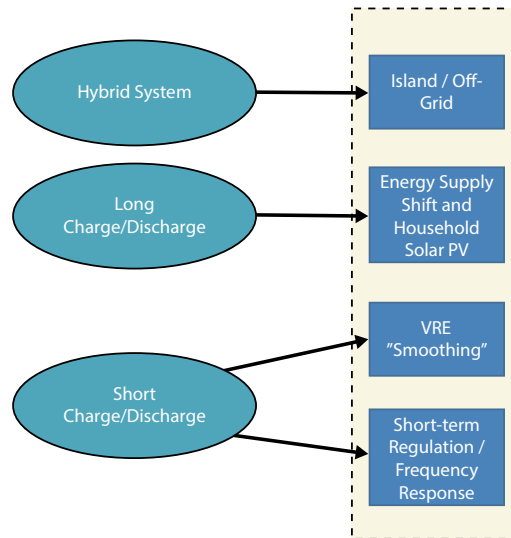 Hybrid System
Island / Off-
Grid
Long
Charge/Discharge
Energy Supply
Shift and
Household
Solar PV
Short
Charge/Discharge
VRE
”Smoothing”
Short-term
Regulation /
Frequency
Response